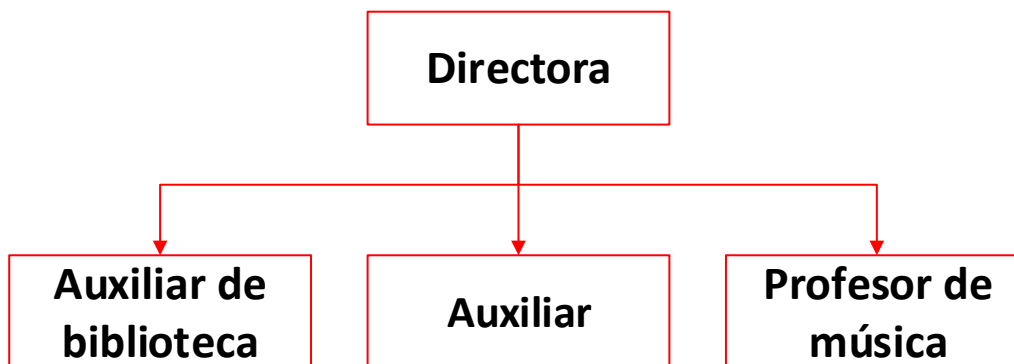 Directora
Auxiliar de
biblioteca
Auxiliar
Profesor de
música